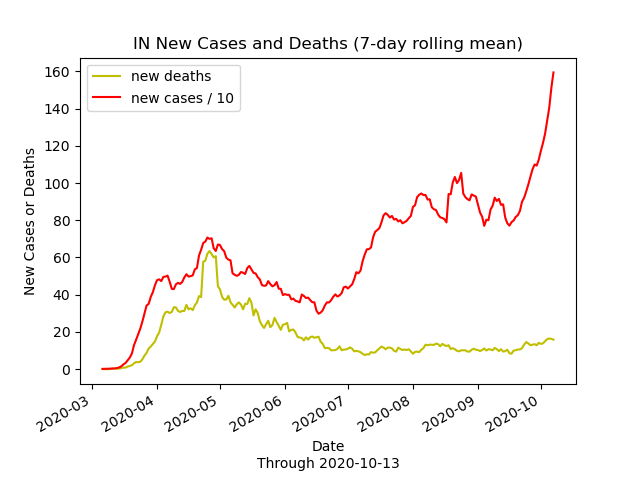 IN New Cases and Deaths (7-day rolling mean)
new deaths
new cases / 10
160
140
120
100
80
60
40
20
0
New Cases or Deaths
2020-03
2020-04
2020-05
2020-06
2020-07
2020-08
2020-09
2020-10
Date
Through 2020-10-13